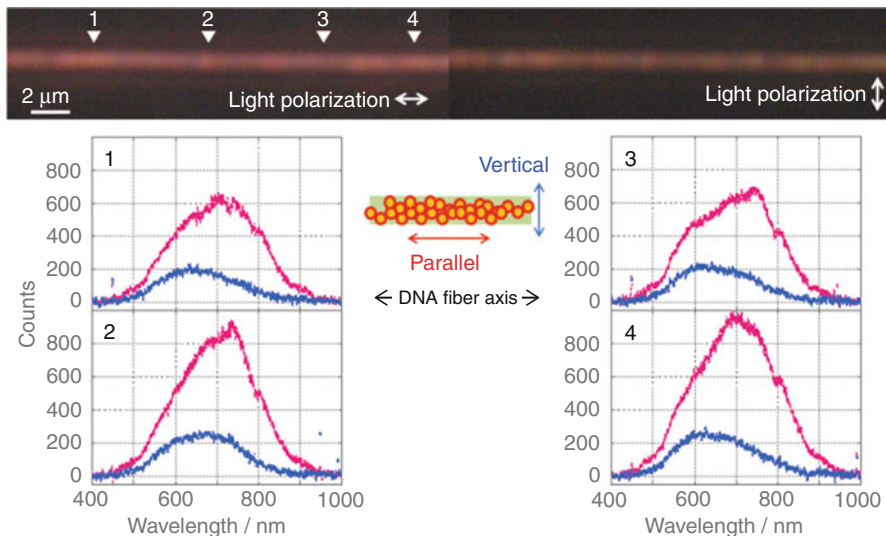 1 2 3 4
2 μm
Light polarization ↔
Light polarization ↕
1
800
600
400
200
0
Vertical
Parallel
← DNA fiber axis →
3
800
600
400
200
0
Counts
2
800
600
400
200
0
400 600 800 1000
Wavelength / nm
4
800
600
400
200
0
400 600 800 1000
Wavelength / nm